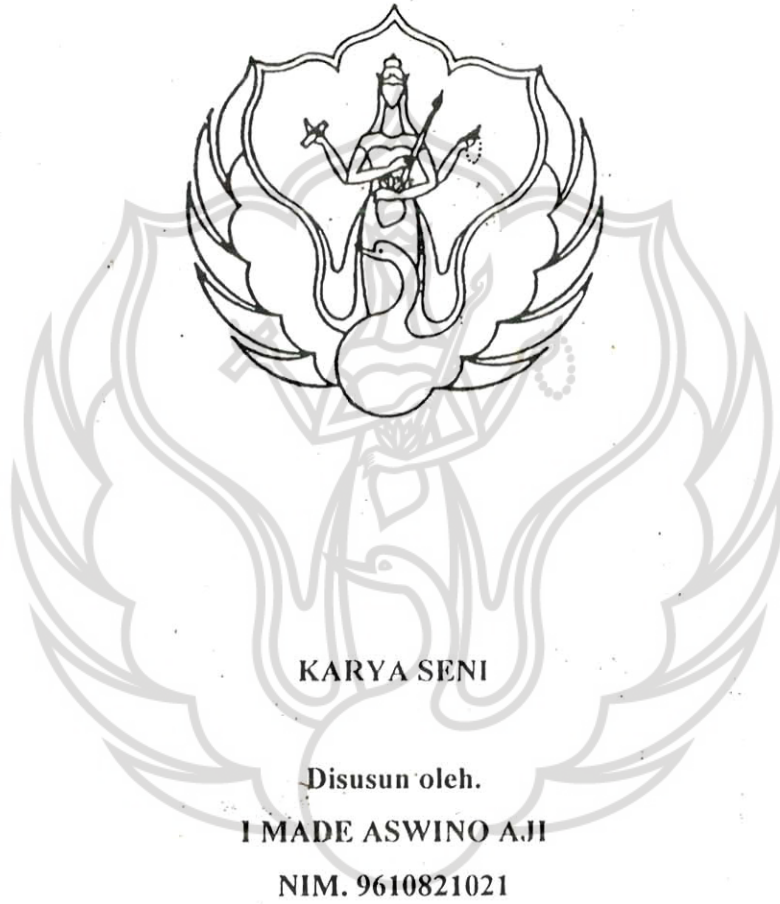 KARYA SENI
Disusun oleh.
I MADE ASWINO AJI
NIM. 9610821021